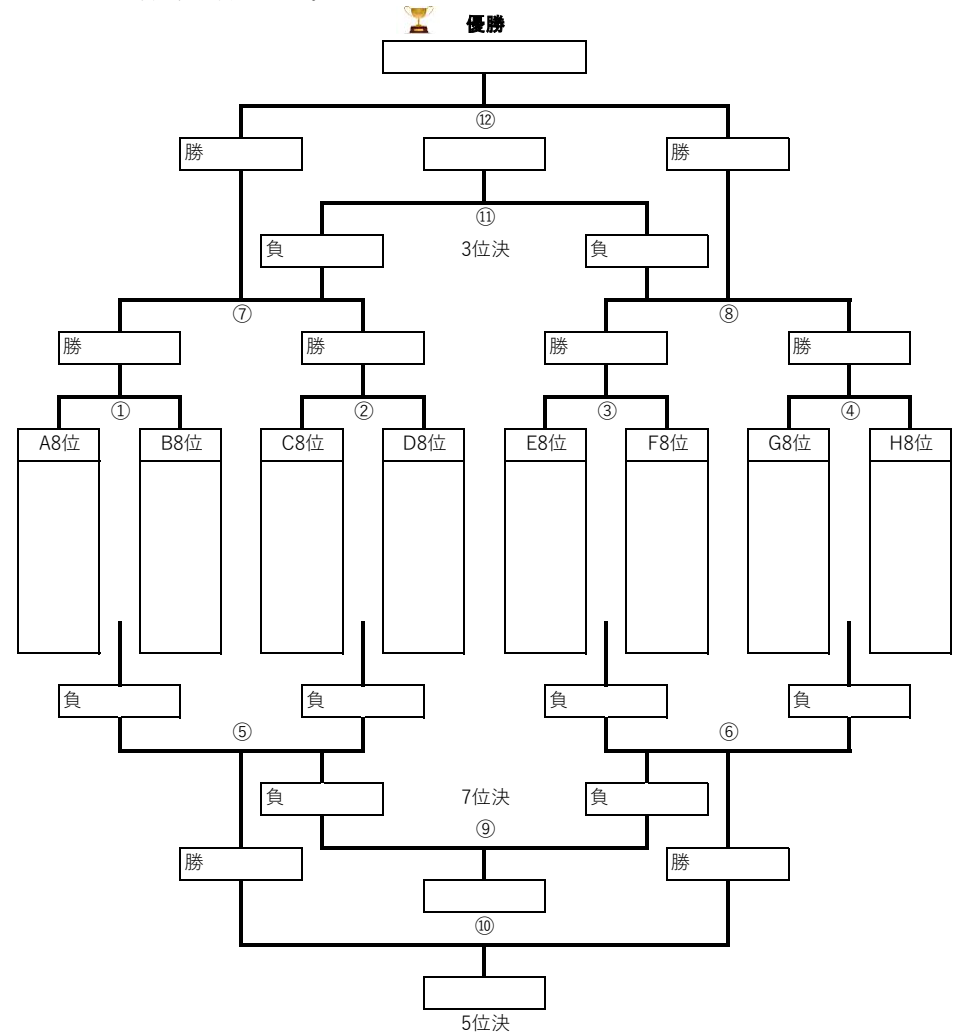 優勝
⑫
勝 勝
⑪
負 3位決 負
⑦ ⑧
勝 勝 勝 勝
① ② ③ ④
A8位 B8位 C8位 D8位 E8位 F8位 G8位 H8位
負 負 負 負
⑤ ⑥
負 7位決 負
⑨
勝 勝
⑩
5位決